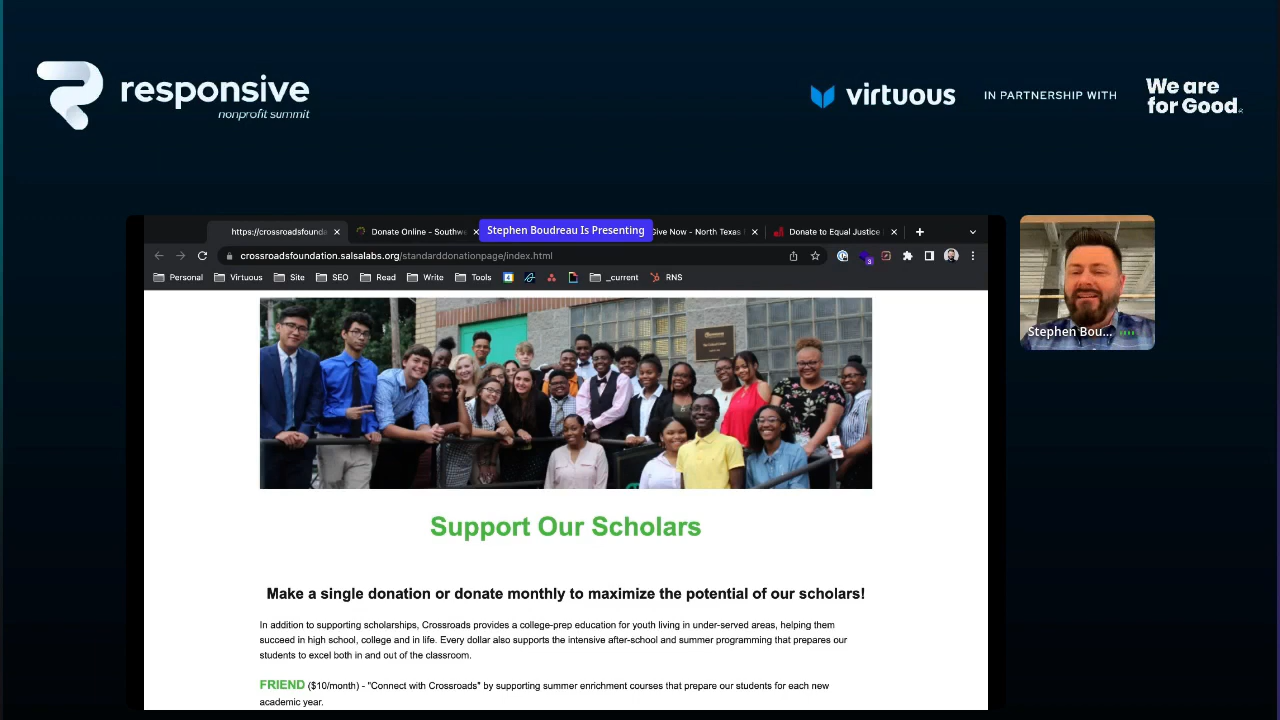 responsive
nonprofit summit
virtuous
IN PARTNERSHIP WITH
We are
for Good.
https://crossroadsfounda
Donate Online - Southw
Stephen Boudreau Is Presenting
Give Now - North Texas
Donate to Equal Justice
crossroadsfoundation.salsalabs.org/standarddonationpage/index.html
Personal Virtuous Site SEO Read Write Tools _current RNS
3
Stephen Bou...
Support Our Scholars
Make a single donation or donate monthly to maximize the potential of our scholars!
In addition to supporting scholarships, Crossroads provides a college-prep education for youth living in under-served areas, helping them
succeed in high school, college and in life. Every dollar also supports the intensive after-school and summer programming that prepares our
students to excel both in and out of the classroom.
FRIEND ($10/month) - "Connect with Crossroads" by supporting summer enrichment courses that prepare our students for each new
academic year.